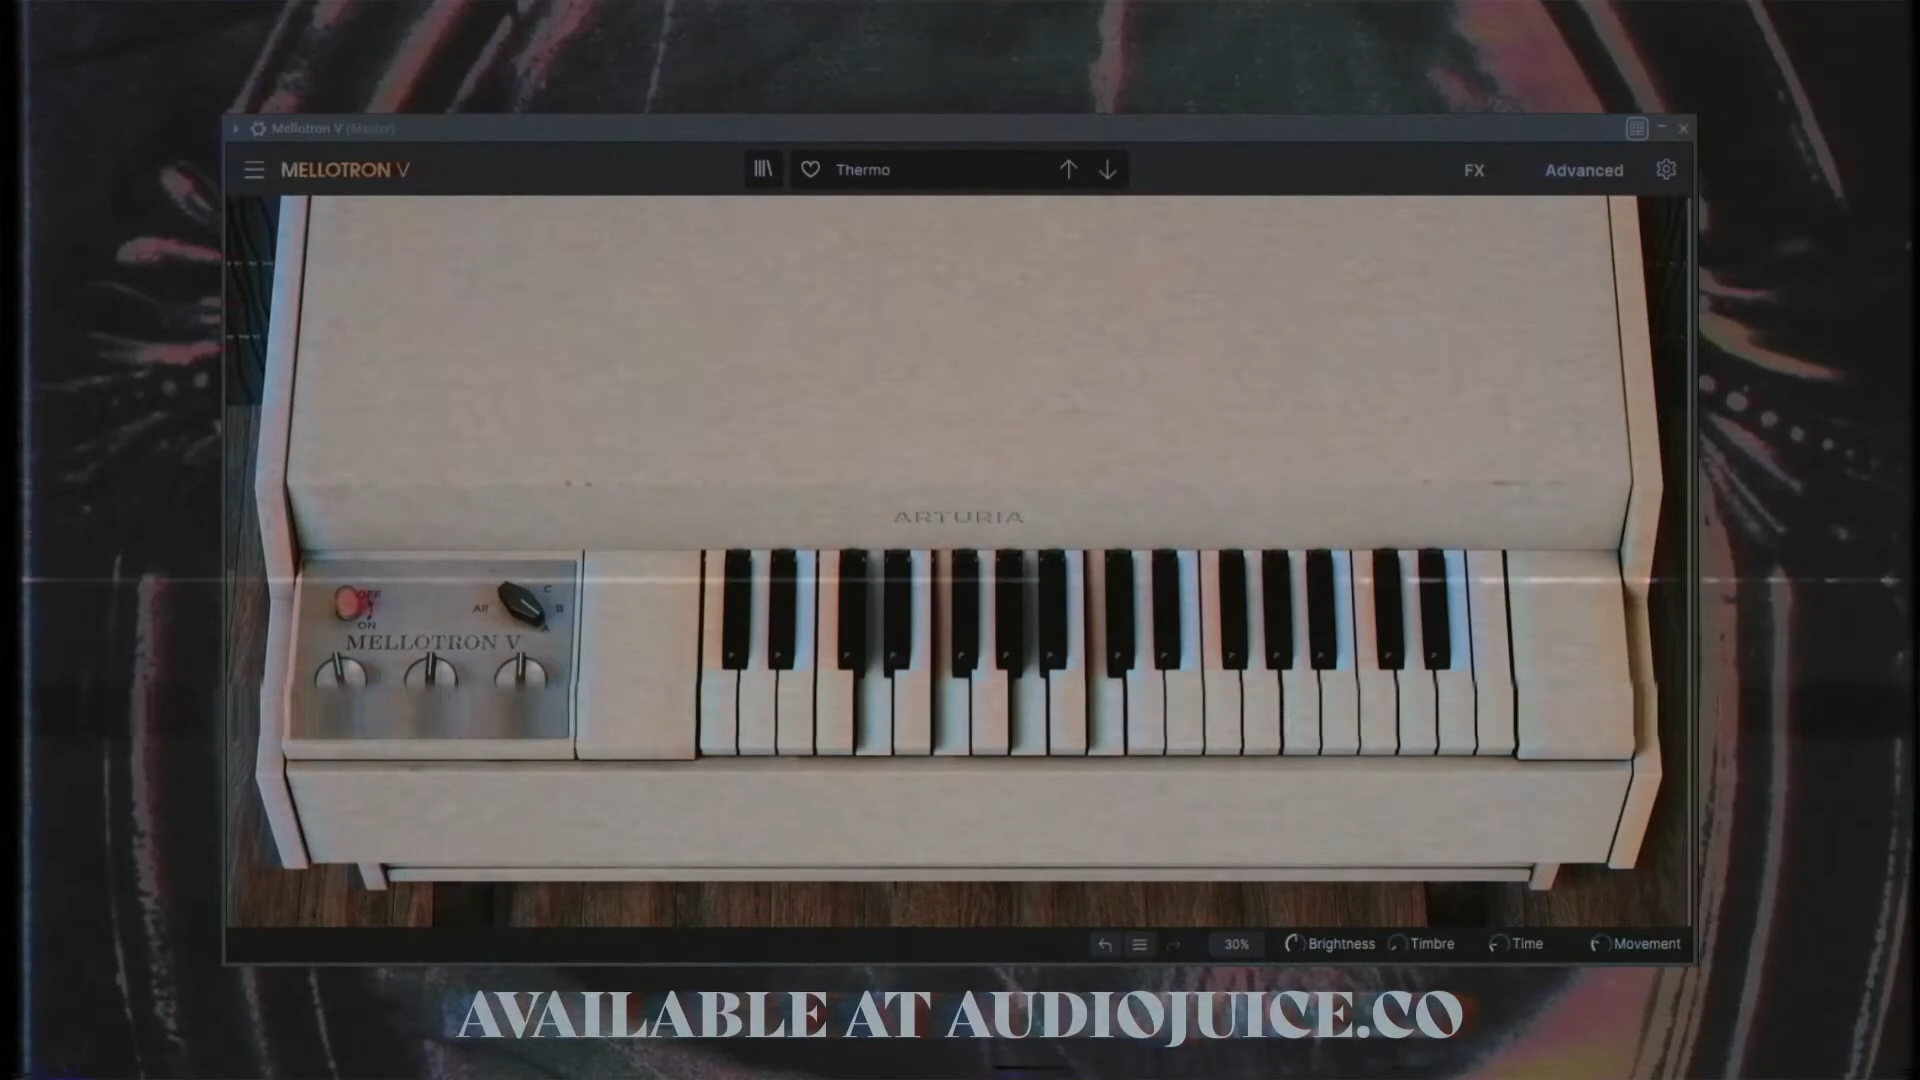 Mellotron V (Master)
MELLOTRON V
Thermo
FX
Advanced
ARTURIA
OFF
ON
All
C
B
A
MELLOTRON V
30%
Brightness
Timbre
Time
Movement
AVAILABLE AT AUDIOJUICE.CO